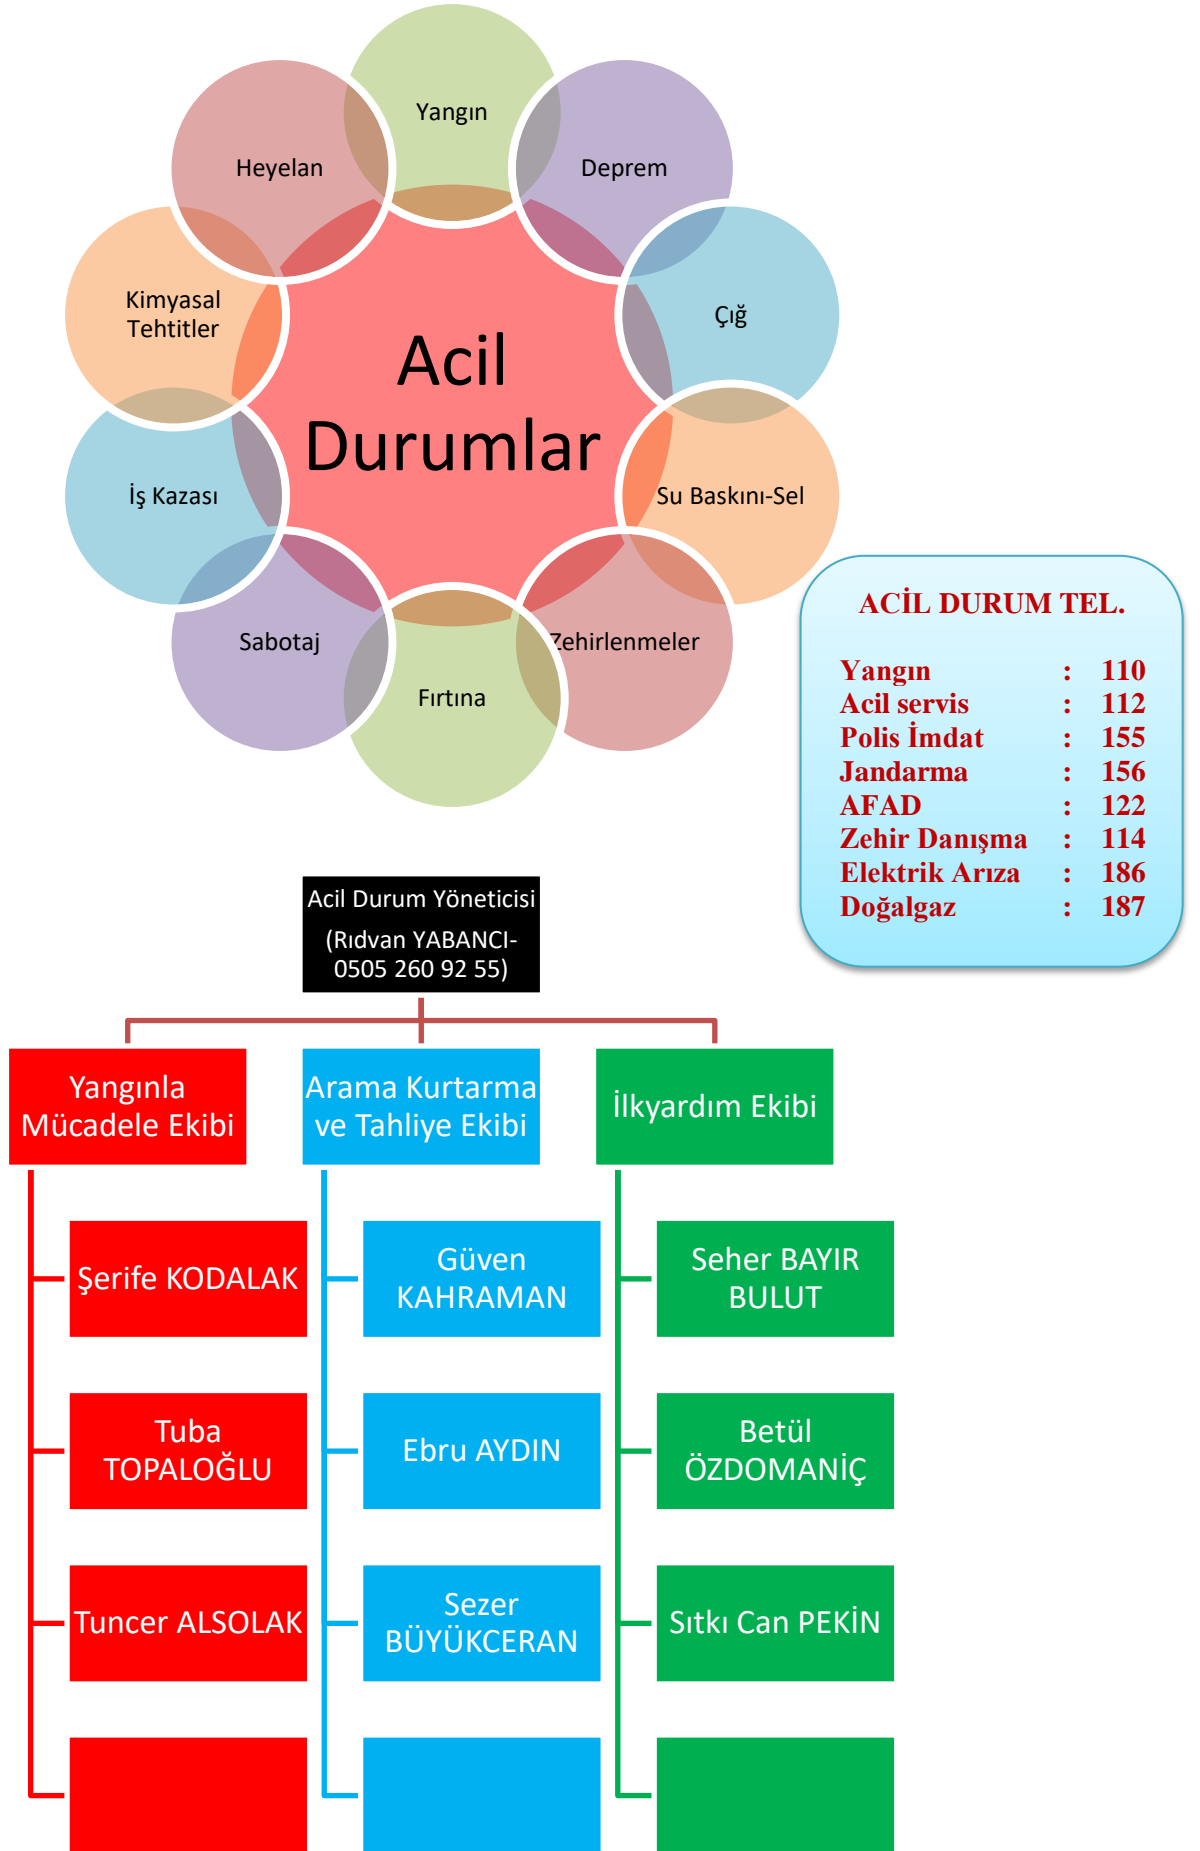 Yangın
Heyelan
Deprem
Kimyasal
Tehtitler
Çığ
Acil
Durumlar
İş Kazası
Su Baskını-Sel
Sabotaj
Zehirlenmeler
Fırtına
ACİL DURUM TEL.
Yangın : 110
Acil servis : 112
Polis İmdat : 155
Jandarma : 156
AFAD : 122
Zehir Danışma : 114
Elektrik Arıza : 186
Doğalgaz : 187
Acil Durum Yöneticisi
(Rıdvan YABANCI-
0505 260 92 55)
Yangınla
Mücadele Ekibi
Arama Kurtarma
ve Tahliye Ekibi
İlkyardım Ekibi
Şerife KODALAK
Güven
KAHRAMAN
Seher BAYIR
BULUT
Tuba
TOPALOĞLU
Ebru AYDIN
Betül
ÖZDOMANİÇ
Tuncer ALSOLAK
Sezer
BÜYÜKCERAN
Sıtkı Can PEKİN